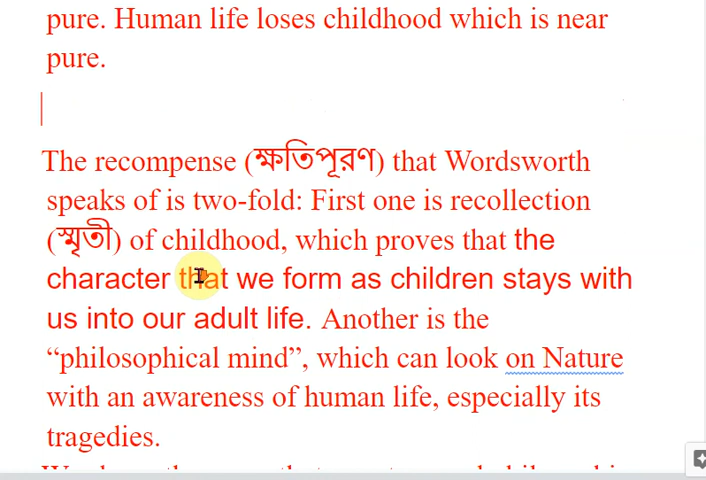 pure. Human life loses childhood which is near
pure.
The recompense (ক্ষতিপূরণ) that Wordsworth
speaks of is two-fold: First one is recollection
(স্মৃতী) of childhood, which proves that the
character that we form as children stays with
us into our adult life. Another is the
“philosophical mind”, which can look on Nature
with an awareness of human life, especially its
tragedies.